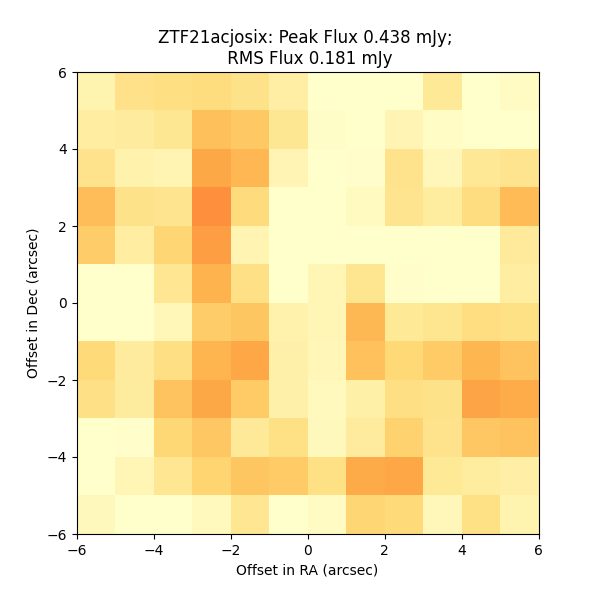 ZTF21acjosix: Peak Flux 0.438 mJy;
RMS Flux 0.181 mJy
6
4
2
0
−2
−4
−6
Offset in Dec (arcsec)
−6 −4 −2 0 2 4 6
Offset in RA (arcsec)